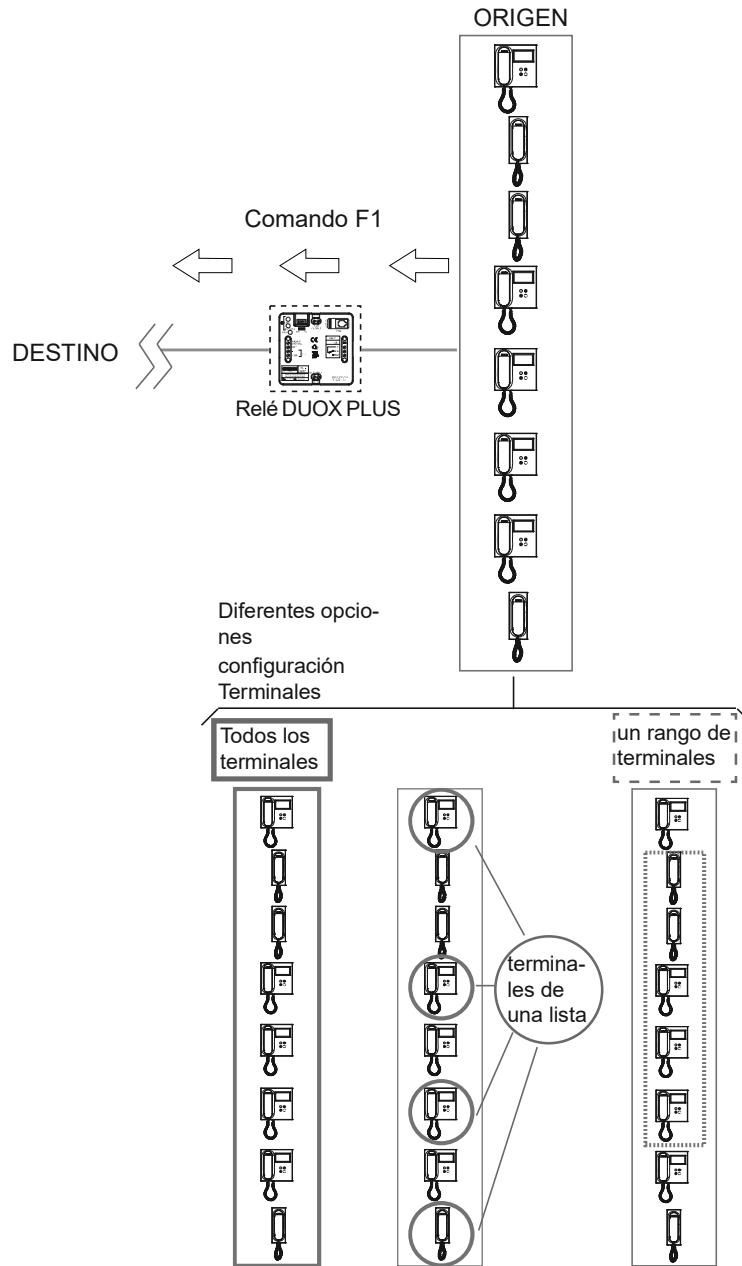 ORIGEN
Comando F1
DESTINO
Relé DUOX PLUS
Diferentes opcio-
nes
configuración
Terminales
Todos los
terminales
un rango de
terminales
termina-
les de
una lista